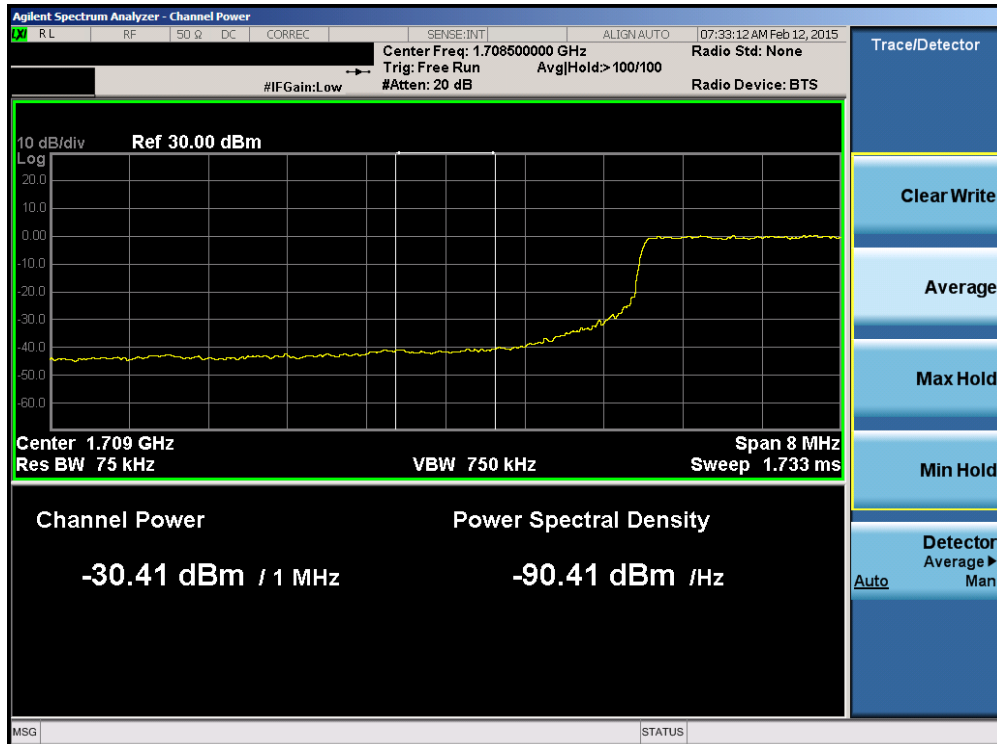 Agilent Spectrum Analyzer - Channel Power
LXI RL RF 50 Ω DC CORREC SENSE:INT ALIGN AUTO 07:33:12 AM Feb 12, 2015
Center Freq: 1.708500000 GHz Radio Std: None
Trig: Free Run Avg|Hold:> 100/100
#IFGain:Low #Atten: 20 dB Radio Device: BTS
10 dB/div Ref 30.00 dBm
Log
20.0
10.0
0.00
-10.0
-20.0
-30.0
-40.0
-50.0
-60.0
Center 1.709 GHz Span 8 MHz
Res BW 75 kHz VBW 750 kHz Sweep 1.733 ms
Channel Power Power Spectral Density
-30.41 dBm / 1 MHz -90.41 dBm /Hz
Trace/Detector
Clear Write
Average
Max Hold
Min Hold
Detector
Average▶
Auto Man
MSG STATUS